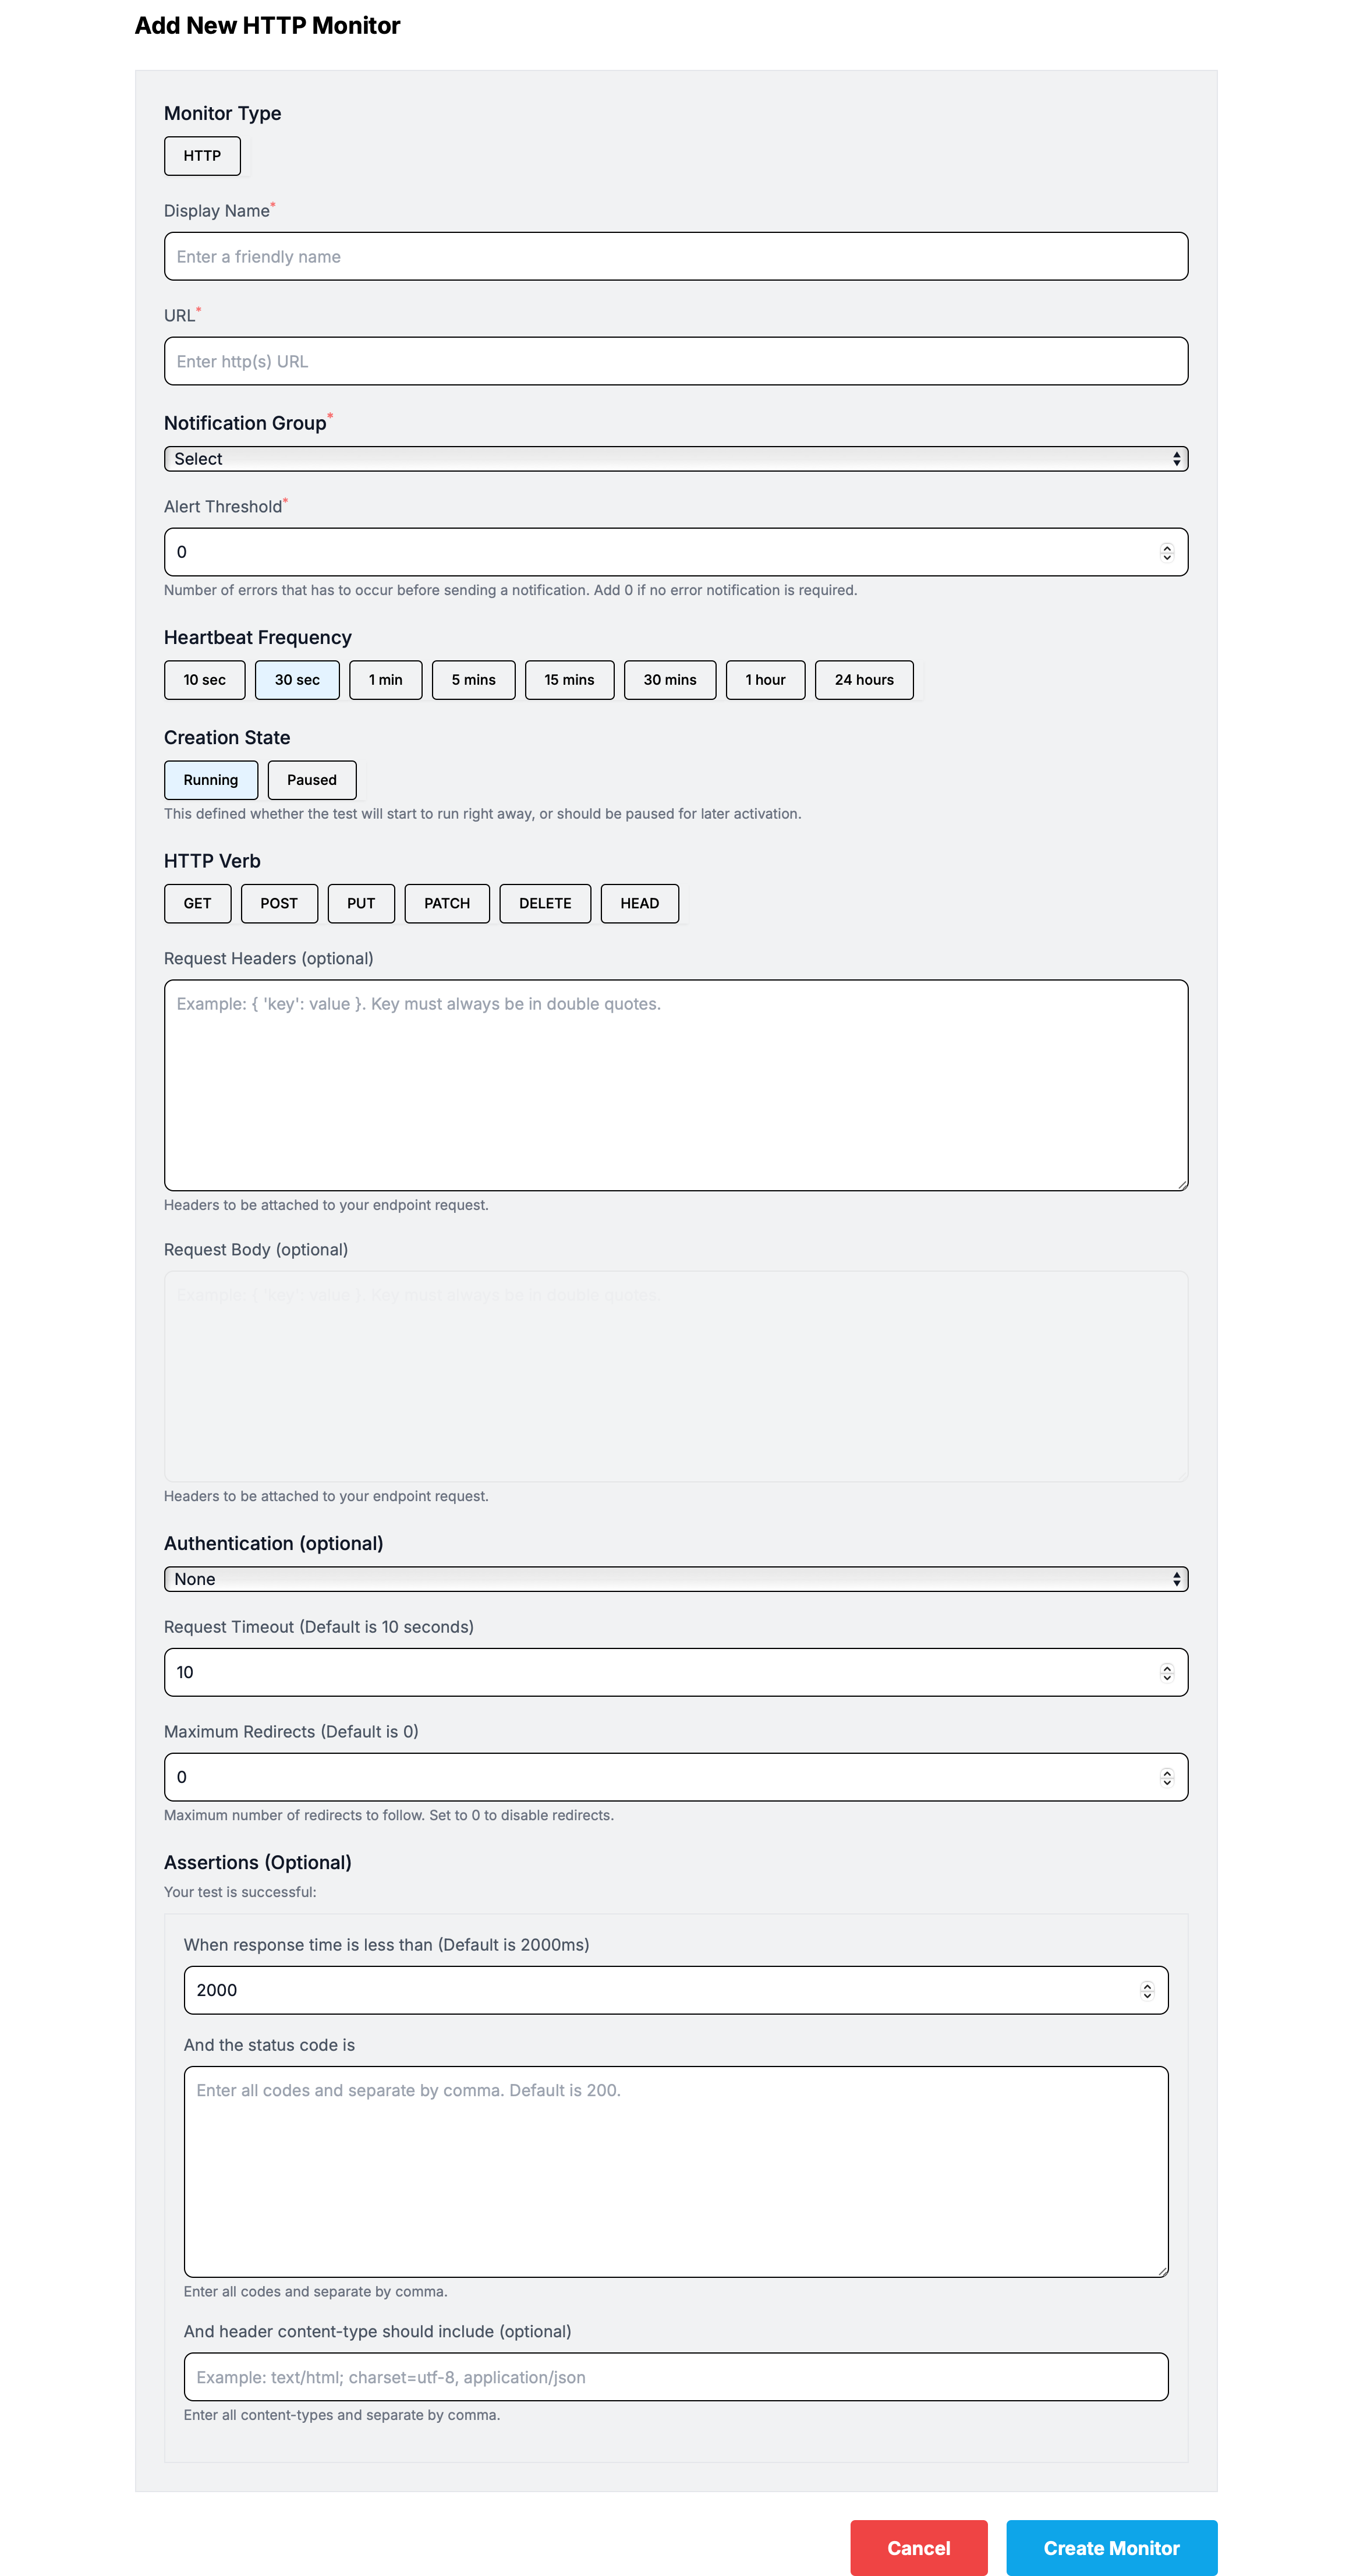 Add New HTTP Monitor
Monitor Type
HTTP
Display Name*
Enter a friendly name
URL*
Enter http(s) URL
Notification Group*
Select
Alert Threshold*
0
Number of errors that has to occur before sending a notification. Add 0 if no error notification is required.
Heartbeat Frequency
10 sec 30 sec 1 min 5 mins 15 mins 30 mins 1 hour 24 hours
Creation State
Running Paused
This defined whether the test will start to run right away, or should be paused for later activation.
HTTP Verb
GET POST PUT PATCH DELETE HEAD
Request Headers (optional)
Example: { 'key': value }. Key must always be in double quotes.
Headers to be attached to your endpoint request.
Request Body (optional)
Example: { 'key': value }. Key must always be in double quotes.
Headers to be attached to your endpoint request.
Authentication (optional)
None
Request Timeout (Default is 10 seconds)
10
Maximum Redirects (Default is 0)
0
Maximum number of redirects to follow. Set to 0 to disable redirects.
Assertions (Optional)
Your test is successful:
When response time is less than (Default is 2000ms)
2000
And the status code is
Enter all codes and separate by comma. Default is 200.
Enter all codes and separate by comma.
And header content-type should include (optional)
Example: text/html; charset=utf-8, application/json
Enter all content-types and separate by comma.
Cancel Create Monitor